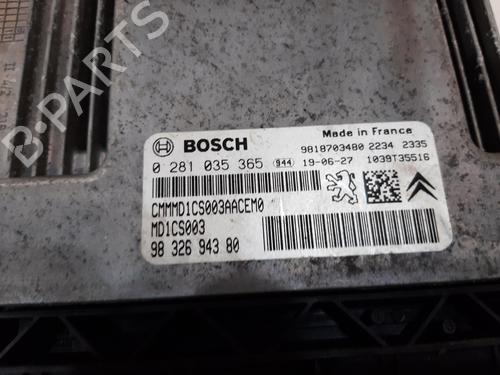 B-PARTS
BOSCH
Made in France
9818703480 2234 2335
0 281 035 365 944 19-06-27 1039T35516
CMMMD1CS003AACEM0
MD1CS003
98 326 943 80